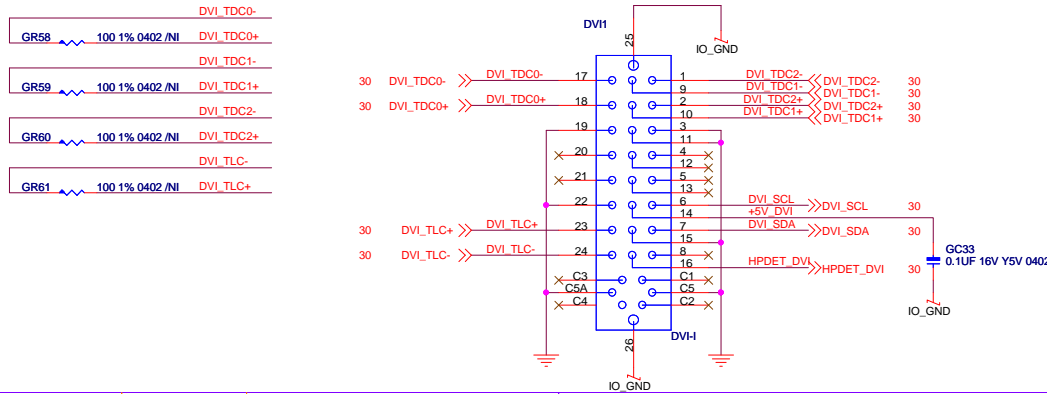 DVI_TDC0-
GR58 100 1% 0402 /NI DVI_TDC0+
DVI_TDC1-
GR59 100 1% 0402 /NI DVI_TDC1+
DVI_TDC2-
GR60 100 1% 0402 /NI DVI_TDC2+
DVI_TLC-
GR61 100 1% 0402 /NI DVI_TLC+
DVI1
25
IO_GND
30 DVI_TDC0- DVI_TDC0- 17
30 DVI_TDC0+ DVI_TDC0+ 18
19
20
21
22
30 DVI_TLC+ DVI_TLC+ 23
30 DVI_TLC- DVI_TLC- 24
C3
C5A
C4
1 DVI_TDC2- DVI_TDC2- 30
9 DVI_TDC1- DVI_TDC1- 30
2 DVI_TDC2+ DVI_TDC2+ 30
10 DVI_TDC1+ DVI_TDC1+ 30
3
11
4
12
5
13
6 DVI_SCL DVI_SCL 30
14 +5V_DVI
7 DVI_SDA DVI_SDA 30
15
8
16 HPDET_DVI HPDET_DVI 30
C1
C5
C2
GC33
0.1UF 16V Y5V 0402
IO_GND
DVI-I
26
IO_GND